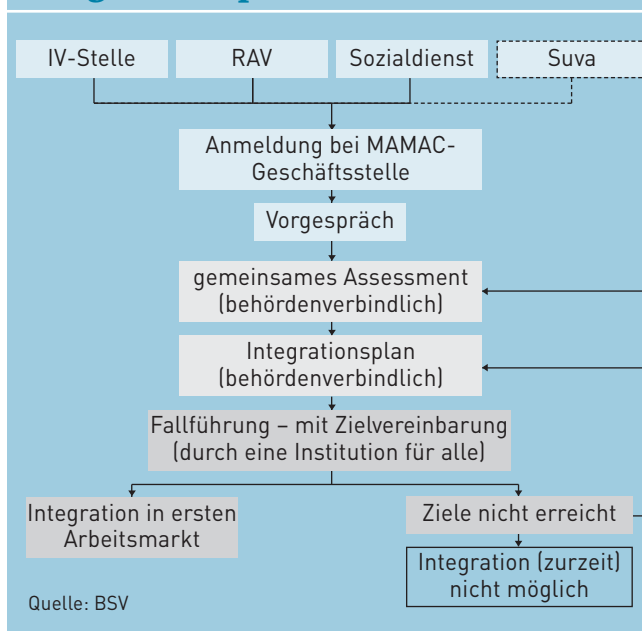 IV-Stelle
RAV
Sozialdienst
Suva
Anmeldung bei MAMAC-
Geschäftsstelle
Vorgespräch
gemeinsames Assessment
(behördenverbindlich)
Integrationsplan
(behördenverbindlich)
Fallführung – mit Zielvereinbarung
(durch eine Institution für alle)
Integration in ersten
Arbeitsmarkt
Ziele nicht erreicht
Integration (zurzeit)
nicht möglich
Quelle: BSV